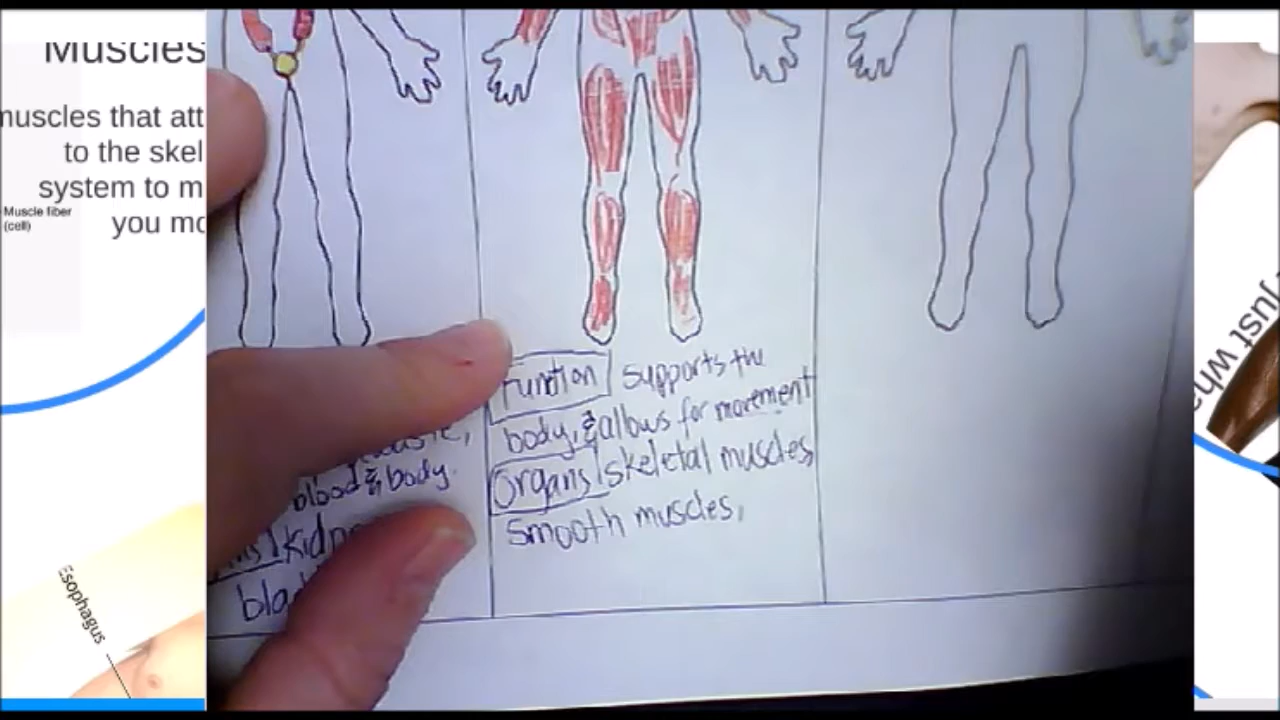 Muscles
muscles that att
to the skel
system to m
you mo
Muscle fiber
(cell)
Esophagus
just wha
Function supports the
body, & allows for movement
Organs skeletal muscles,
Smooth muscles,
blood & body.
kidn
bla